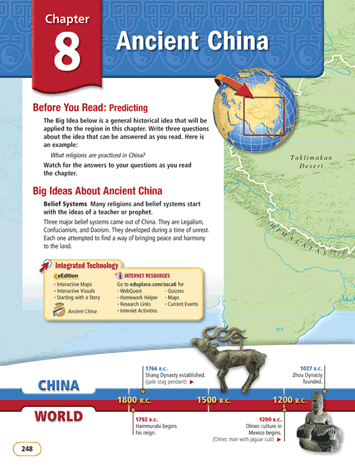 Chapter
8
Ancient China
Before You Read: Predicting
The Big Idea below is a general historical idea that will be
applied to the region in this chapter. Write three questions
about the idea that can be answered as you read. Here is
an example:
What religions are practiced in China?
Watch for the answers to your questions as you read
the chapter.
Big Ideas About Ancient China
Belief Systems Many religions and belief systems start
with the ideas of a teacher or prophet.
Three major belief systems came out of China. They are Legalism,
Confucianism, and Daoism. They developed during a time of unrest.
Each one attempted to find a way of bringing peace and harmony
to the land.
Taklimakan
Desert
HIMALAYAS
Integrated Technology
eEdition
• Interactive Maps
• Interactive Visuals
• Starting with a Story
Ancient China
INTERNET RESOURCES
Go to eduplace.com/ssca6 for
• WebQuest
• Quizzes
• Homework Helper
• Maps
• Research Links
• Current Events
• Internet Activities
CHINA
1766 B.C.
Shang Dynasty established.
(jade stag pendant) ▶
1027 B.C.
Zhou Dynasty
founded.
1800 B.C.
1500 B.C.
1200 B.C.
WORLD
1792 B.C.
Hammurabi begins
his reign.
1200 B.C.
Olmec culture in
Mexico begins.
(Olmec man with jaguar cub) ▶
248